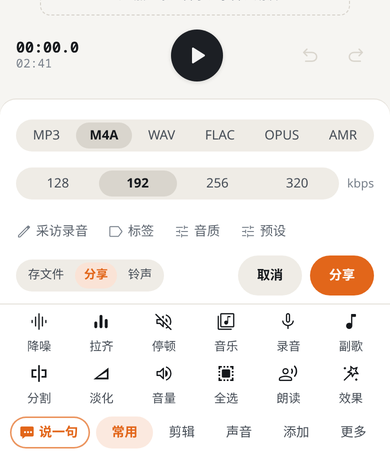 00:00.0
02:41
MP3 M4A WAV FLAC OPUS AMR
128 192 256 320 kbps
采访录音 标签 音质 预设
存文件 分享 铃声 取消 分享
降噪 拉齐 停顿 音乐 录音 副歌
分割 淡化 音量 全选 朗读 效果
说一句 常用 剪辑 声音 添加 更多